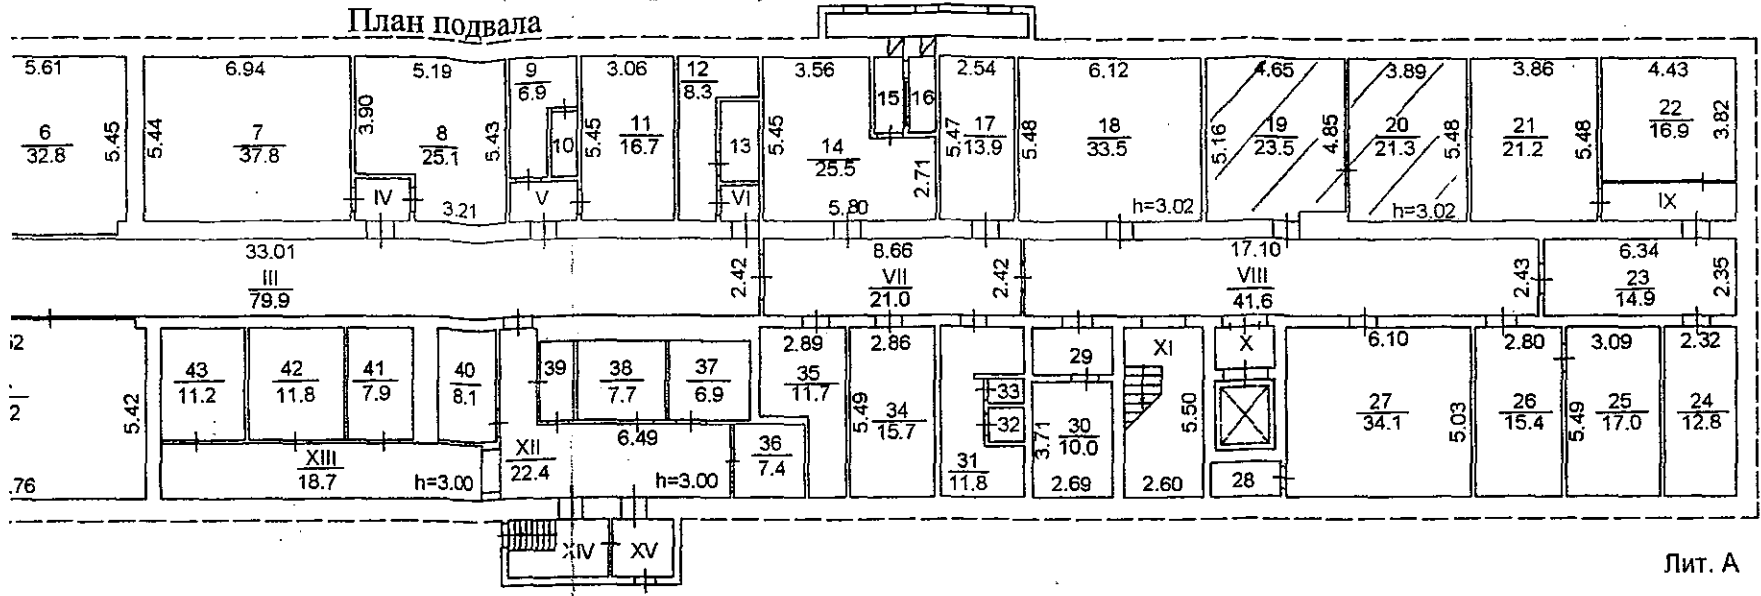 План подвала
5.61 6.94 5.19 9 3.06 12 3.56 2.54 6.12 4.65 3.89 3.86 4.43
6.9 8.3
6 5.45 5.44 7 3.90 8 5.43 10 5.45 11 13 5.45 14 15 16 5.47 17 5.48 18 5.16 19 4.85 20 5.48 21 5.48 22 3.82
32.8 37.8 25.1 16.7 25.5 2.71 13.9 33.5 23.5 21.3 21.2 16.9
IV 3.21 V VI 5.80 h=3.02 h=3.02 IX
33.01 8.66 17.10 6.34
III 2.42 VII 2.42 VIII 2.43 23 2.35
79.9 21.0 41.6 14.9
2.89 2.86 29 XI X 6.10 2.80 3.09 2.32
43 42 41 40 39 38 37 35 33
11.2 11.8 7.9 8.1 7.7 6.9 11.7
5.42 5.49 34 32 30 5.50 27 5.03 26 5.49 25 24
15.7 3.71 10.0 34.1 15.4 17.0 12.8
XIII XII 6.49 36 31
18.7 22.4 7.4 11.8
.76 h=3.00 h=3.00 2.69 2.60 28
XIV XV
Лит. А